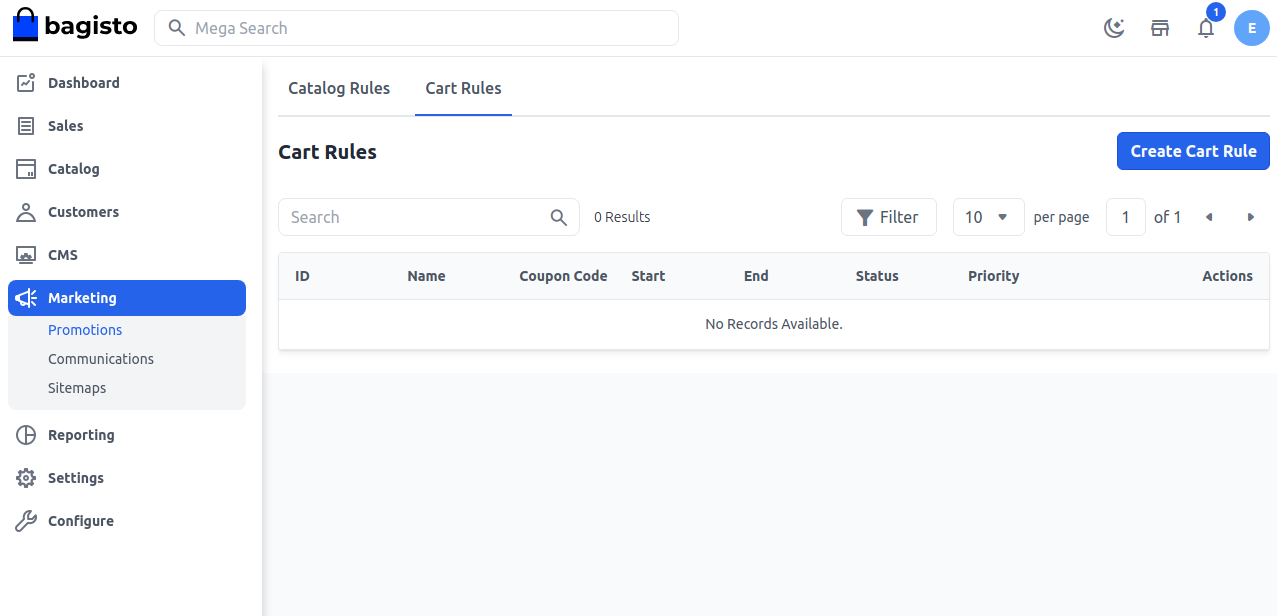 bagisto
Mega Search
1
E
Dashboard
Sales
Catalog
Customers
CMS
Marketing
Promotions
Communications
Sitemaps
Reporting
Settings
Configure
Catalog Rules Cart Rules
Cart Rules
Create Cart Rule
Search
0 Results
Filter
10
per page
1
of 1
ID Name Coupon Code Start End Status Priority Actions
No Records Available.